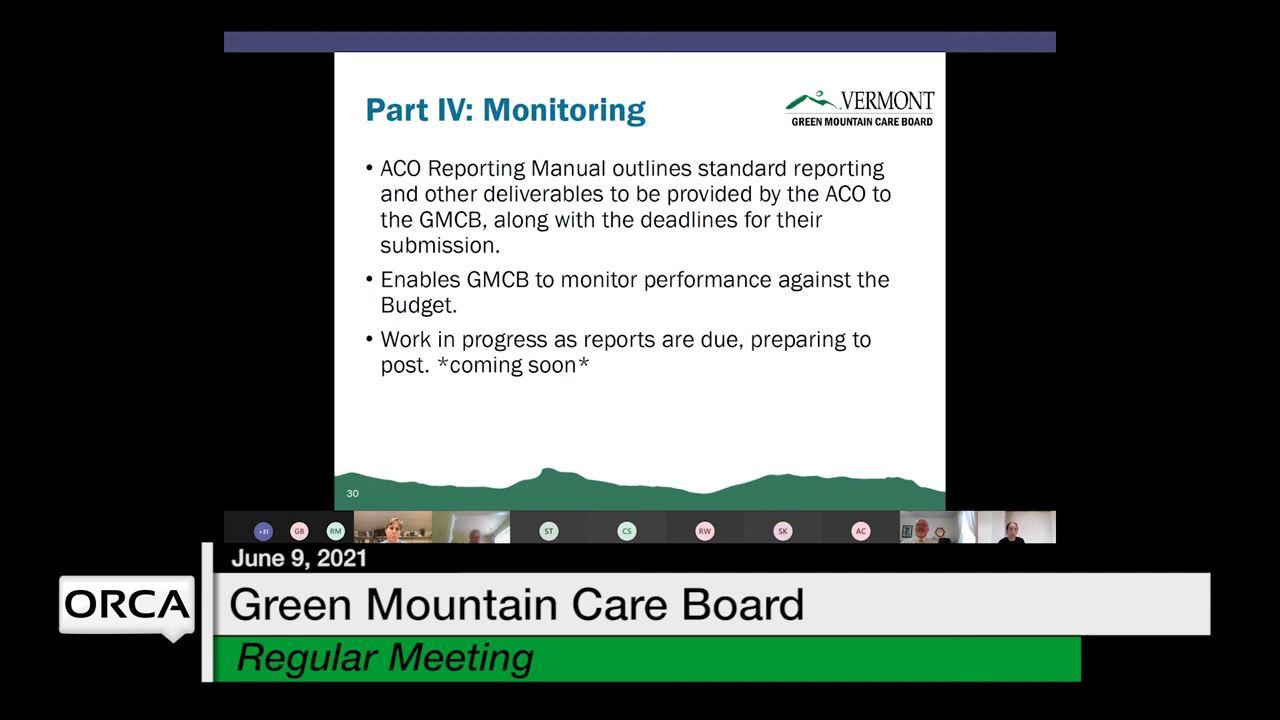 Part IV: Monitoring
VERMONT
GREEN MOUNTAIN CARE BOARD
• ACO Reporting Manual outlines standard reporting
and other deliverables to be provided by the ACO to
the GMCB, along with the deadlines for their
submission.
• Enables GMCB to monitor performance against the
Budget.
• Work in progress as reports are due, preparing to
post. *coming soon*
30
+31 GB RM ST CS RW SK AC
June 9, 2021
ORCA
Green Mountain Care Board
Regular Meeting